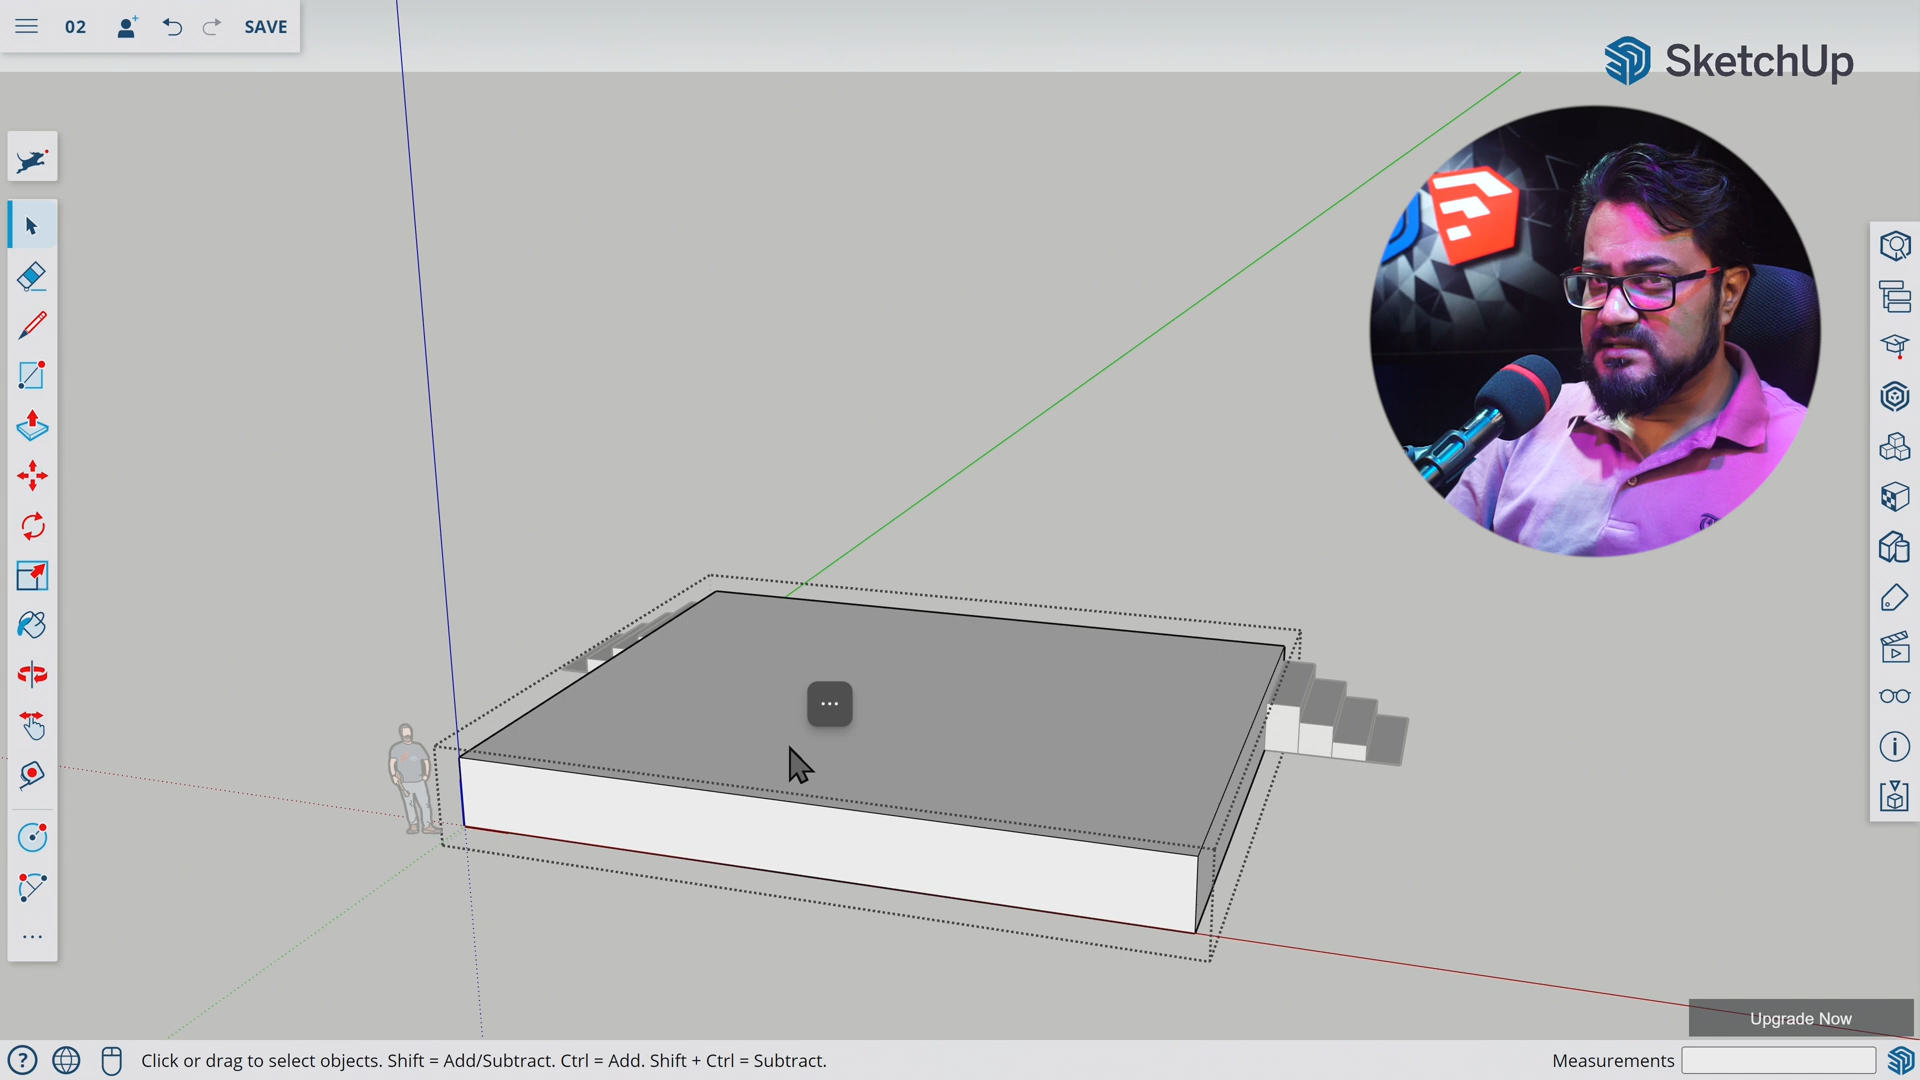 02
SAVE
SketchUp
...
Upgrade Now
Click or drag to select objects. Shift = Add/Subtract. Ctrl = Add. Shift + Ctrl = Subtract.
Measurements